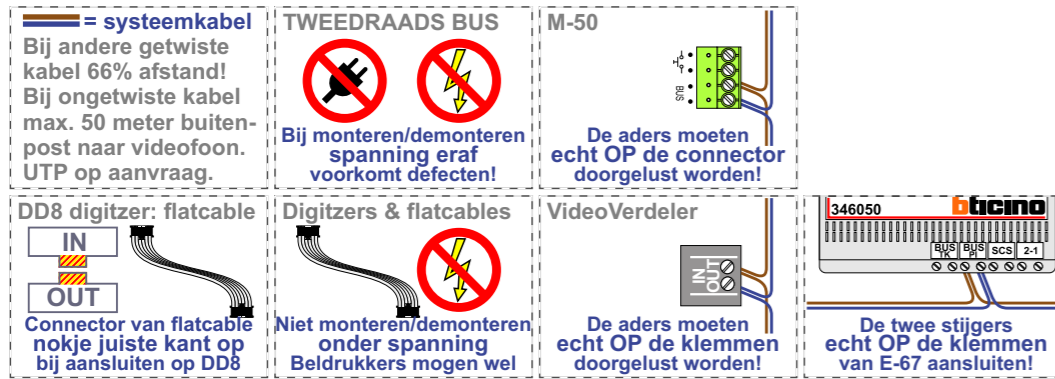 = systeemkabel
Bij andere getwiste
kabel 66% afstand!
Bij ongetwiste kabel
max. 50 meter buiten-
post naar videofoon.
UTP op aanvraag.
TWEEDRAADS BUS
Bij monteren/demonteren
spanning eraf
voorkomt defecten!
M-50
BUS
De aders moeten
echt OP de connector
doorgelust worden!
DD8 digitzer: flatcable
IN
OUT
Connector van flatcable
nokje juiste kant op
bij aansluiten op DD8
Digitzers & flatcables
Niet monteren/demonteren
onder spanning
Beldrukkers mogen wel
VideoVerdeler
IN
OUT
De aders moeten
echt OP de klemmen
doorgelust worden!
346050 bticino
BUS TK BUS PI SCS 2-1
De twee stijgers
echt OP de klemmen
van E-67 aansluiten!